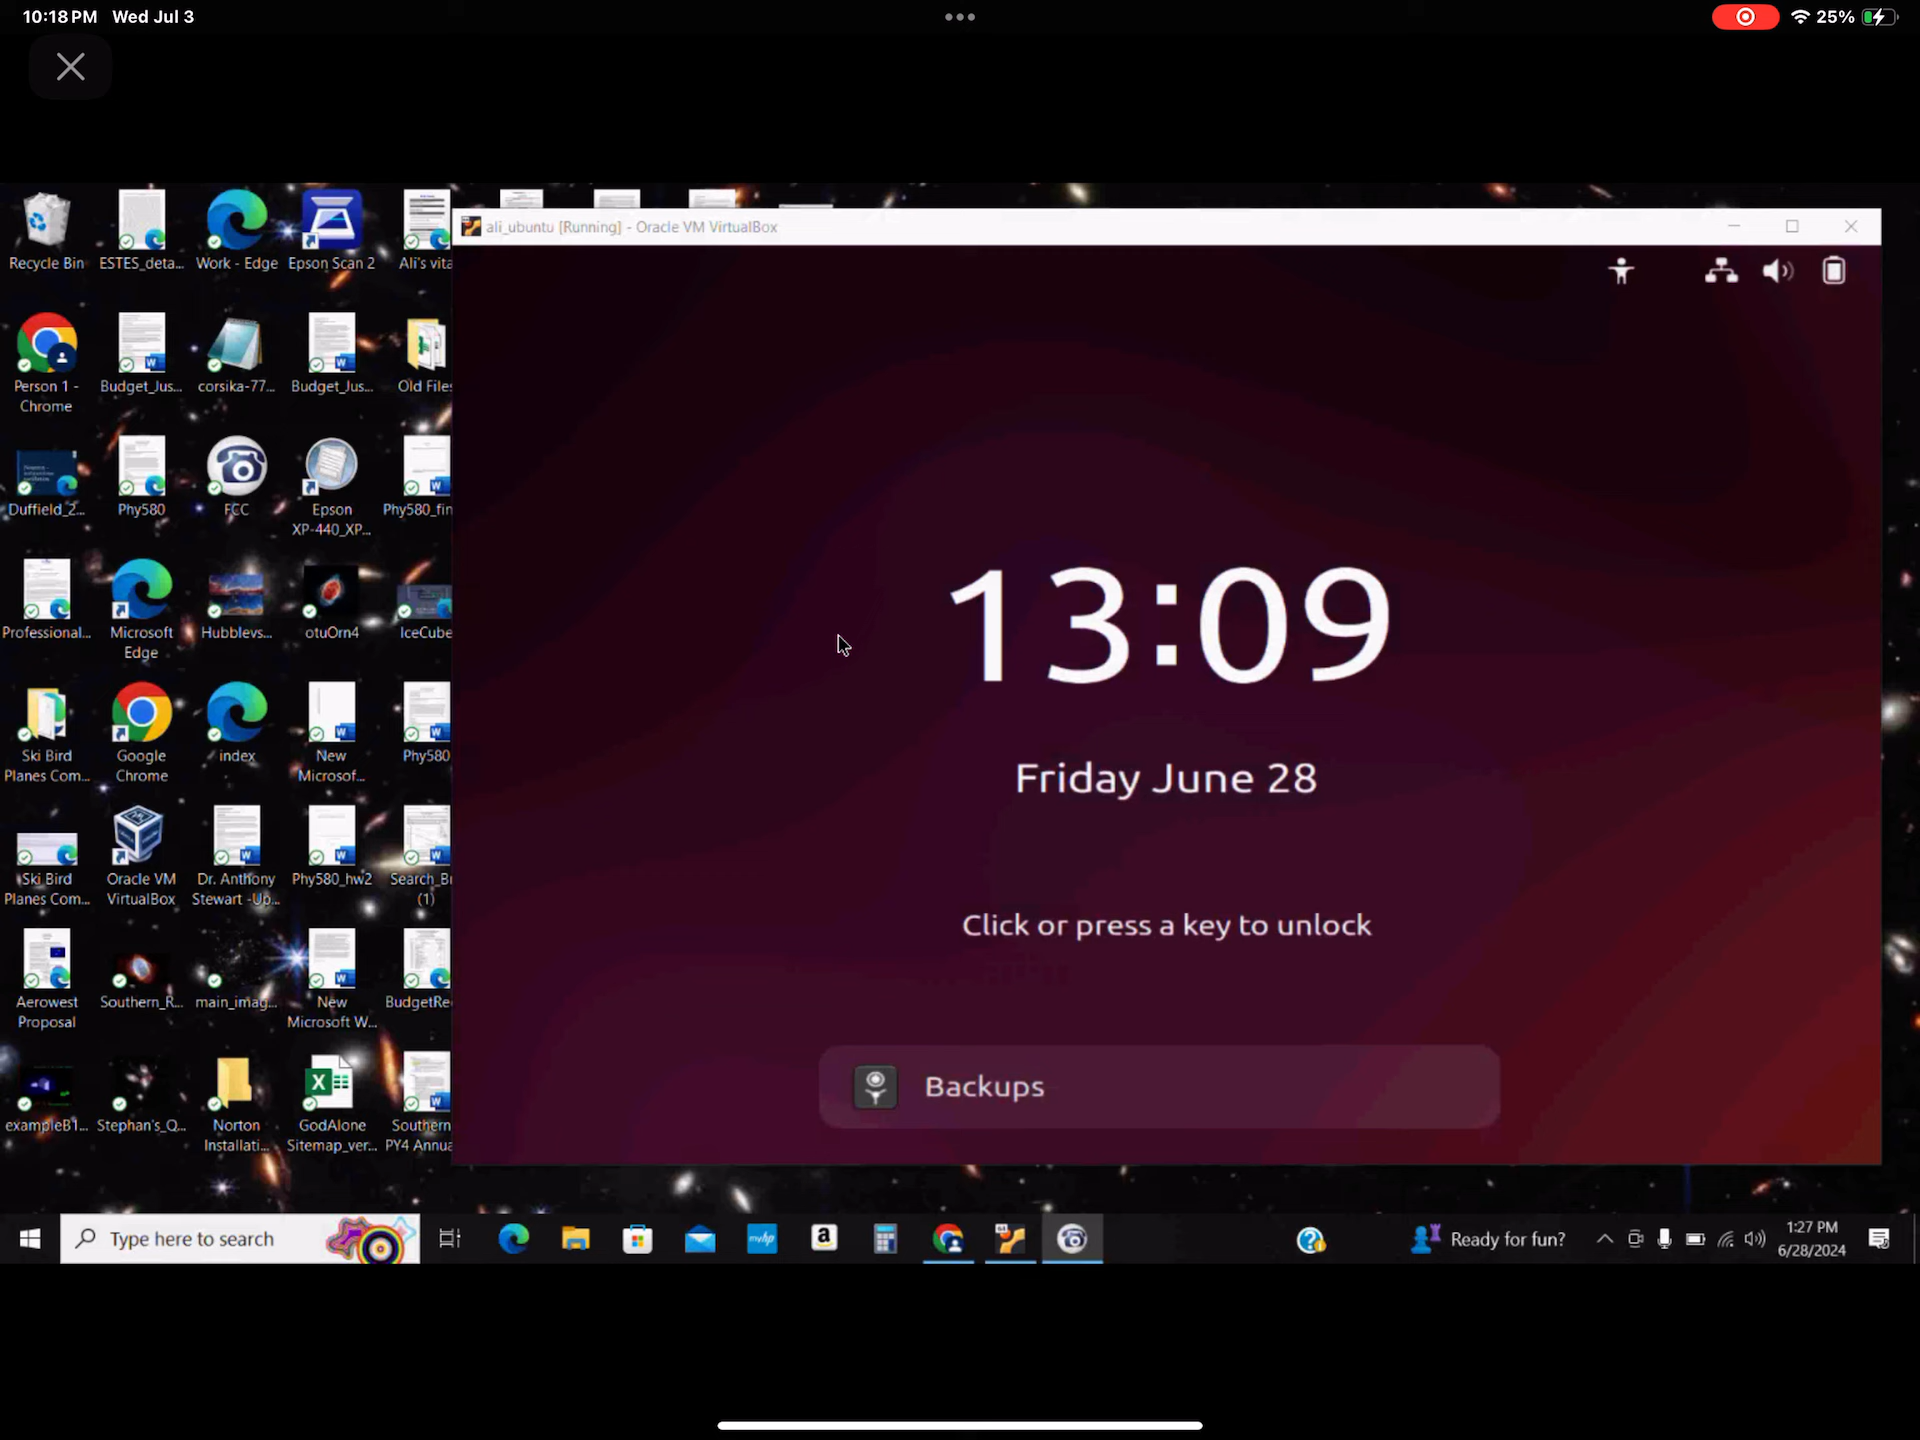 10:18 PM Wed Jul 3
25%
ali_ubuntu [Running] - Oracle VM VirtualBox
Recycle Bin
ESTES_deta...
Work - Edge
Epson Scan 2
Ali's vita
Person 1 -
Chrome
Budget_Jus...
corsika-77...
Budget_Jus...
Old Files
Duffield_2...
Phy580
FCC
Epson
XP-440_XP...
Phy580_fin
Professional...
Microsoft
Edge
Hubblevs...
otuOrn4
IceCube
Ski Bird
Planes Com...
Google
Chrome
index
New
Microsof...
Phy580
Ski Bird
Planes Com...
Oracle VM
VirtualBox
Dr. Anthony
Stewart -Ub...
Phy580_hw2
Search_Br
(1)
Aerowest
Proposal
Southern_R...
main_imag...
New
Microsoft W...
BudgetRe
exampleB1...
Stephan's_Q...
Norton
Installati...
GodAlone
Sitemap_ver...
Southern
PY4 Annua
13:09
Friday June 28
Click or press a key to unlock
Backups
Type here to search
myhp
a
Ready for fun?
1:27 PM
6/28/2024